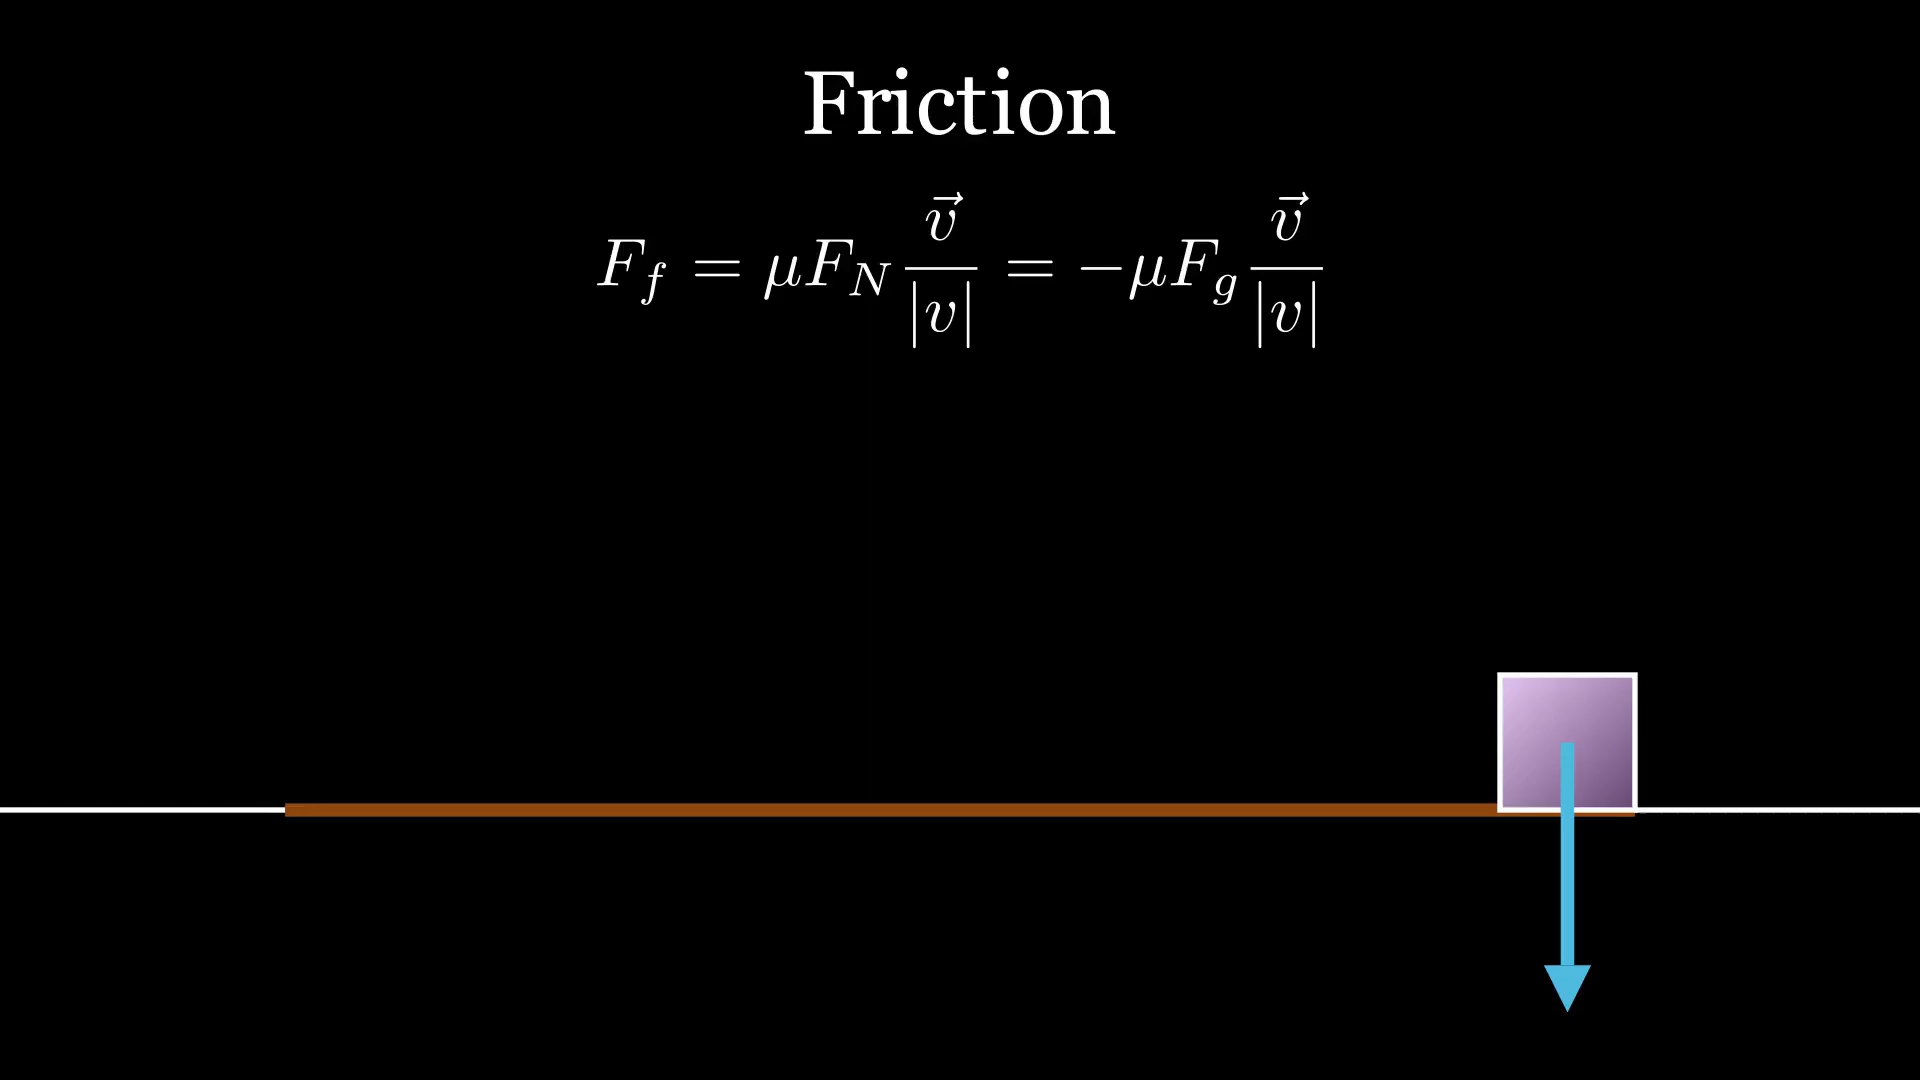 Friction
$F_f = \mu F_N \frac{\vec{v}}{|v|} = -\mu F_g \frac{\vec{v}}{|v|}$